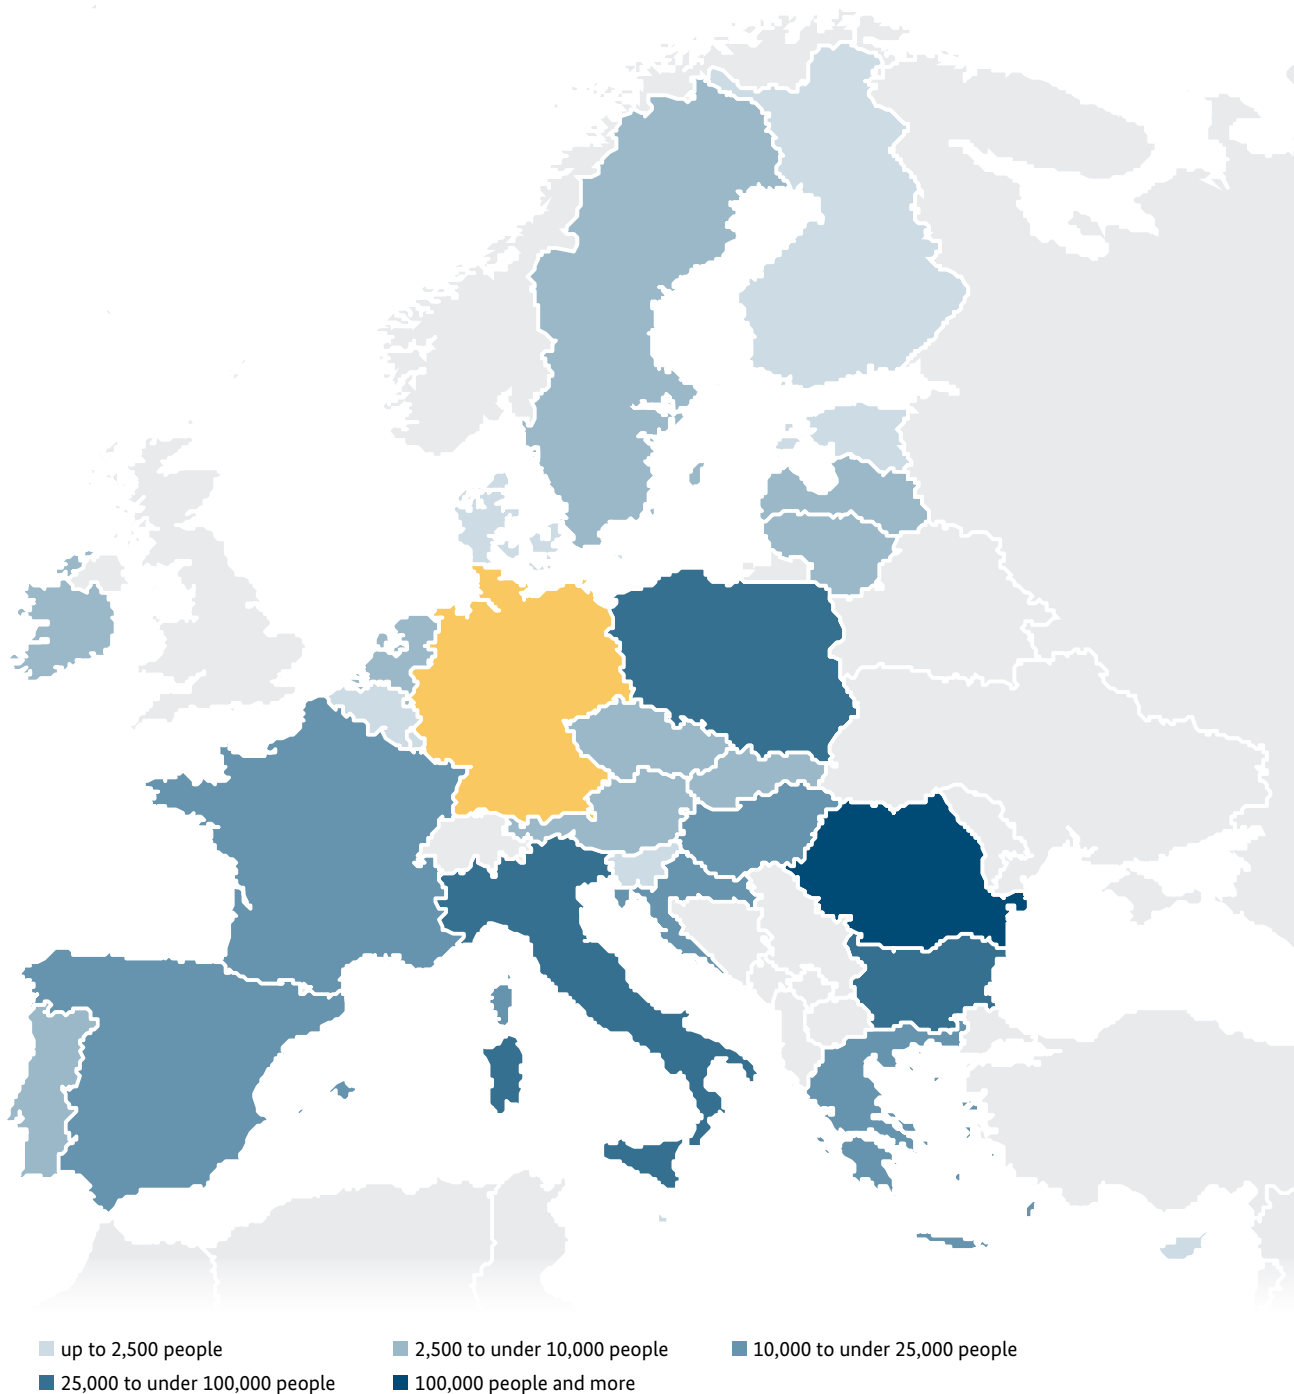 up to 2,500 people
2,500 to under 10,000 people
10,000 to under 25,000 people
25,000 to under 100,000 people
100,000 people and more